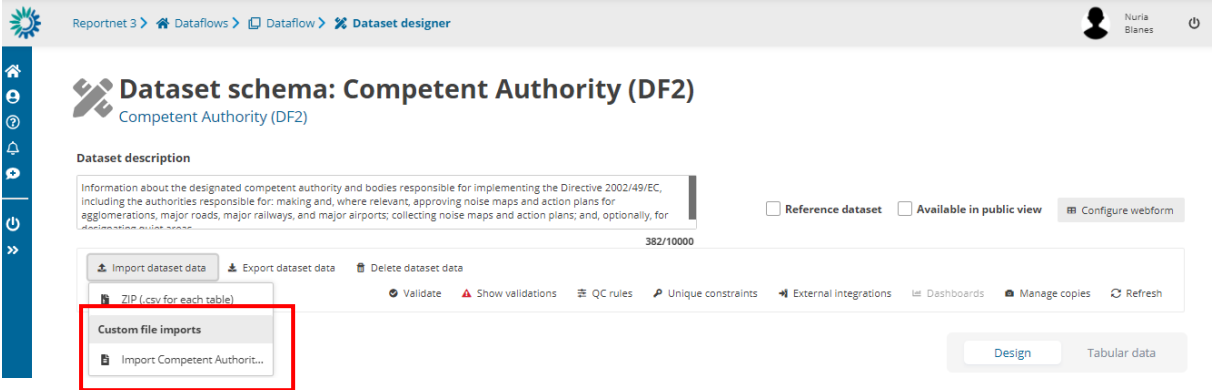 Reportnet 3 Dataflows Dataflow Dataset designer
Nuria
Blanes
Dataset schema: Competent Authority (DF2)
Competent Authority (DF2)
Dataset description
Information about the designated competent authority and bodies responsible for implementing the Directive 2002/49/EC,
including the authorities responsible for: making and, where relevant, approving noise maps and action plans for
agglomerations, major roads, major railways, and major airports; collecting noise maps and action plans; and, optionally, for
designating quiet areas
Reference dataset Available in public view Configure webform
382/10000
Import dataset data Export dataset data Delete dataset data
ZIP (.csv for each table)
Validate Show validations QC rules Unique constraints External integrations Dashboards Manage copies Refresh
Custom file imports
Import Competent Authorit...
Design Tabular data